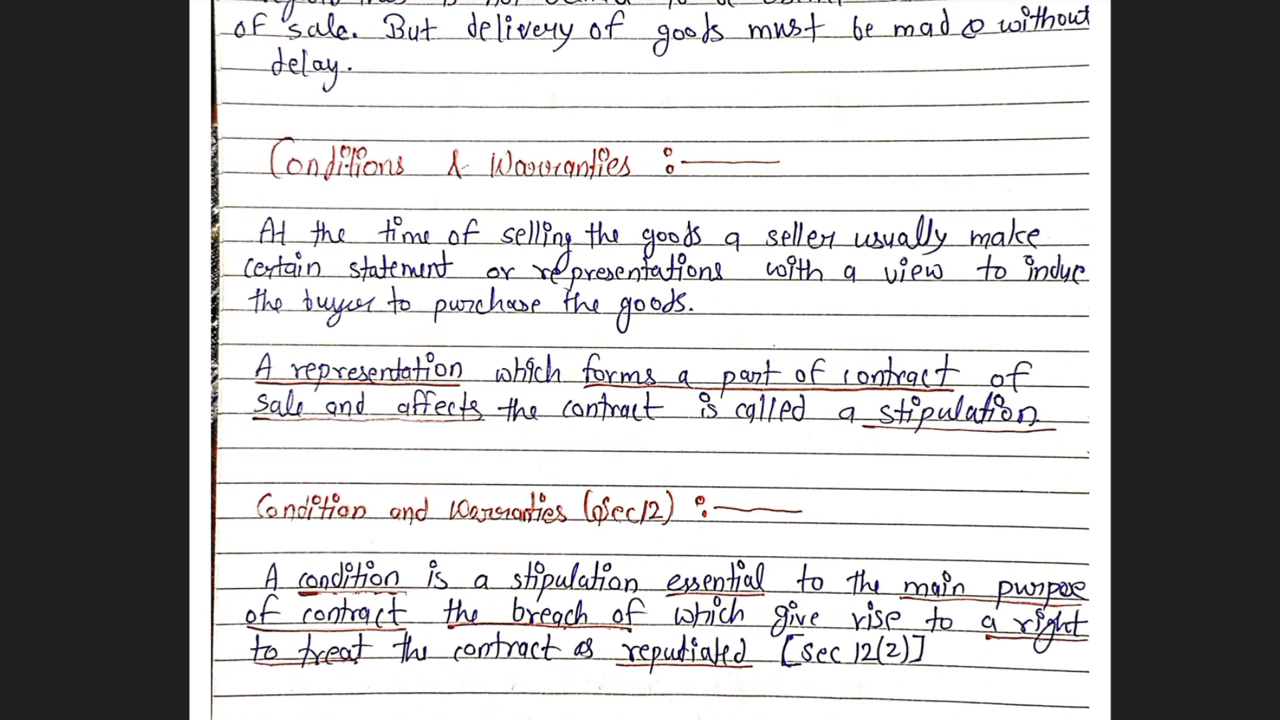 of sale. But delivery of goods must be made without
delay.
Conditions & Warranties :-
At the time of selling the goods a seller usually make
certain statement or representations with a view to induc
the buyer to purchase the goods.
A representation which forms a part of contract of
sale and affects the contract is called a stipulation
Condition and Warranties (Sec 12) :-
A condition is a stipulation essential to the main purpose
of contract the breach of which give rise to a right
to treat the contract as repudiated [sec 12(2)]